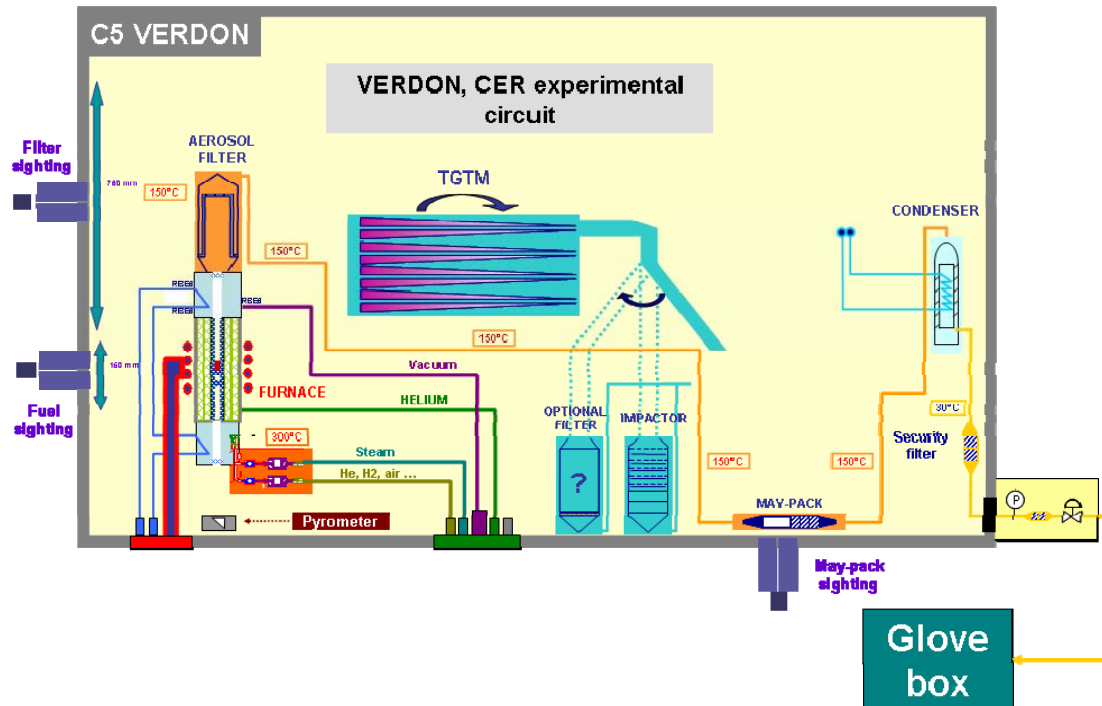 C5 VERDON
VERDON, CER experimental
circuit
Filter
sighting
AEROSOL
FILTER
760 mm
150°C
TGTM
CONDENSER
150°C
150°C
160 mm
Vacuum
FURNACE
HELIUM
Fuel
sighting
OPTIONAL
FILTER
IMPACTOR
30°C
Security
filter
300°C
Steam
He, H2, air ...
150°C
150°C
?
MAY-PACK
P
Pyrometer
May-pack
sighting
Glove
box